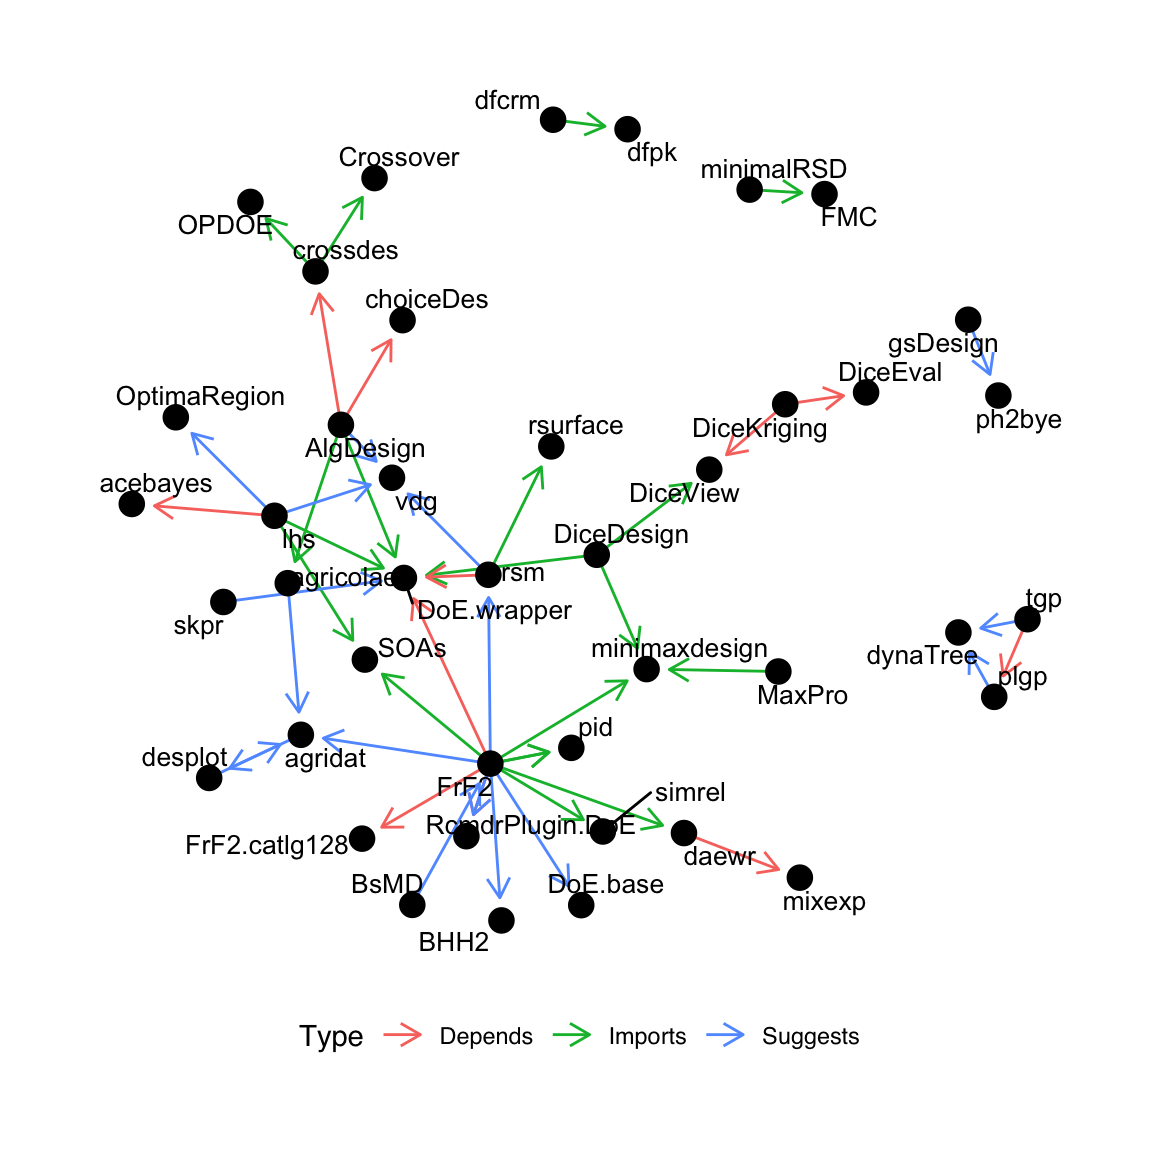 dfcrm
dfpk
Crossover
minimalRSD
FMC
OPDOE
crossdes
choiceDes
gsDesign
DiceEval
OptimaRegion
ph2bye
rsurface
DiceKriging
AlgDesign
acebayes
vdg
DiceView
lhs
DiceDesign
agricolae
rsm
DoE.wrapper
tgp
skpr
SOAs
minimaxdesign
dynaTree
plgp
MaxPro
pid
desplot
agridat
FrF2
simrel
RcmdrPlugin.DoE
FrF2.catlg128
daewr
BsMD
DoE.base
mixexp
BHH2
Type Depends Imports Suggests